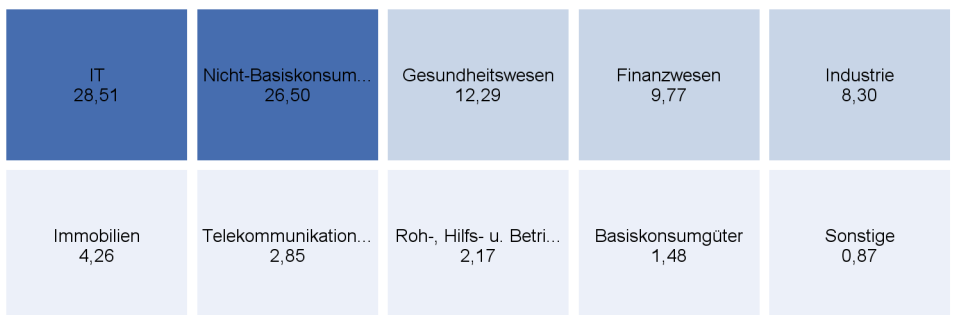 IT
28,51
Nicht-Basiskonsum...
26,50
Gesundheitswesen
12,29
Finanzwesen
9,77
Industrie
8,30
Immobilien
4,26
Telekommunikation...
2,85
Roh-, Hilfs- u. Betri...
2,17
Basiskonsumgüter
1,48
Sonstige
0,87